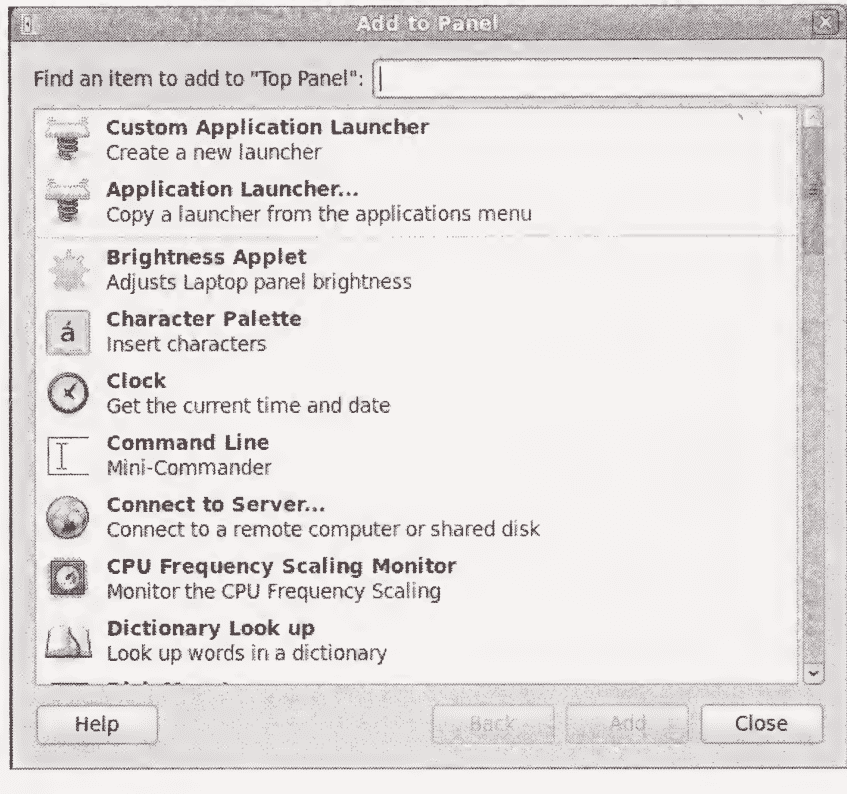 Add to Panel
Find an item to add to "Top Panel":
Custom Application Launcher
Create a new launcher
Application Launcher...
Copy a launcher from the applications menu
Brightness Applet
Adjusts Laptop panel brightness
á
Character Palette
Insert characters
Clock
Get the current time and date
Command Line
Mini-Commander
Connect to Server...
Connect to a remote computer or shared disk
CPU Frequency Scaling Monitor
Monitor the CPU Frequency Scaling
Dictionary Look up
Look up words in a dictionary
Help Back Add Close